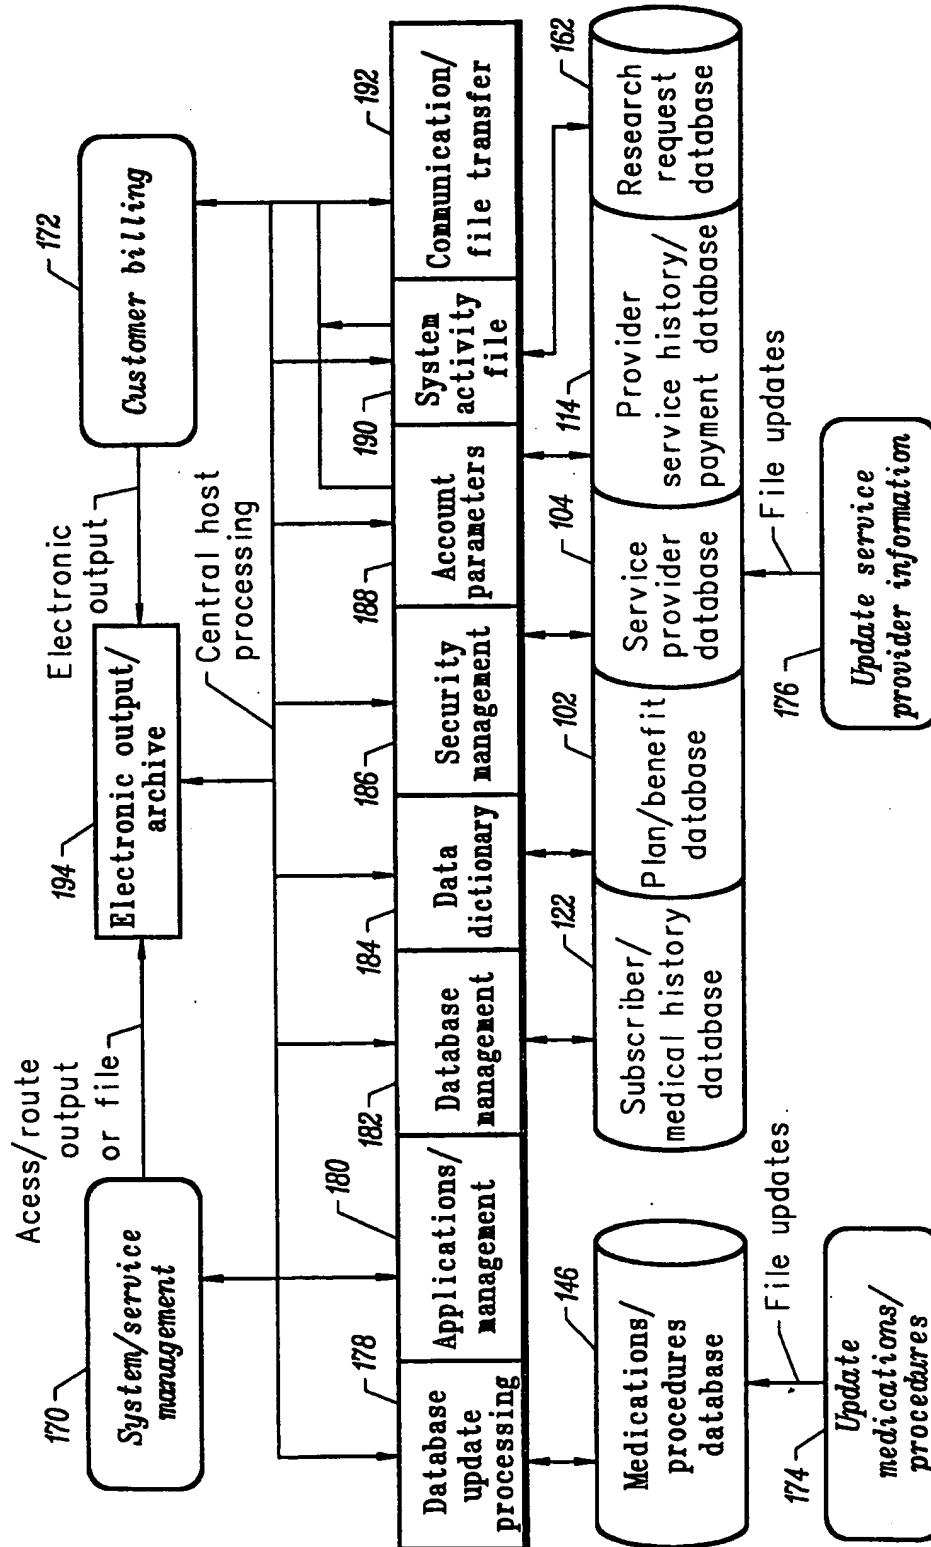 170
System/service
management
Acess/route
output
or file
194
Electronic output/
archive
Electronic
output
172
Customer billing
Central host
processing
178
Database
update
processing
180
Applications/
management
182
Database
management
184
Data
dictionary
186
Security
management
188
Account
parameters
190
System
activity
file
192
Communication/
file transfer
146
Medications/
procedures
database
122
Subscriber/
medical history
database
102
Plan/benefit
database
104
Service
provider
database
114
Provider
service history/
payment database
162
Research
request
database
File updates
174
Update
medications/
procedures
File updates
176
Update service
provider information